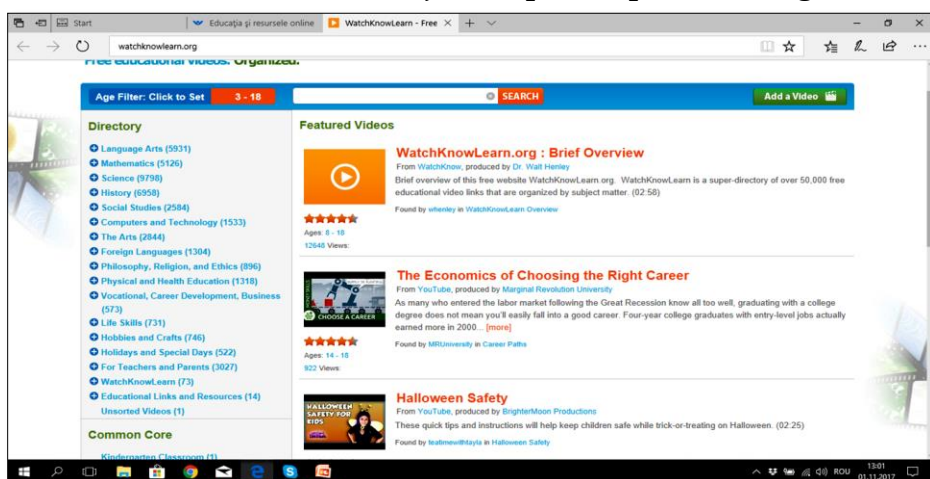 Start
Educaţia şi resursele online
WatchKnowLearn - Free
watchknowlearn.org
Free educational videos. Organized.
Age Filter: Click to Set
3 - 18
SEARCH
Add a Video
Directory
Language Arts (5931)
Mathematics (5126)
Science (9798)
History (6958)
Social Studies (2584)
Computers and Technology (1533)
The Arts (2844)
Foreign Languages (1304)
Philosophy, Religion, and Ethics (896)
Physical and Health Education (1318)
Vocational, Career Development, Business
(573)
Life Skills (731)
Hobbies and Crafts (746)
Holidays and Special Days (522)
For Teachers and Parents (3027)
WatchKnowLearn (73)
Educational Links and Resources (14)
Unsorted Videos (1)
Common Core
Kindergarten Classroom (1)
Featured Videos
WatchKnowLearn.org : Brief Overview
From WatchKnow, produced by Dr. Walt Henley
Brief overview of this free website WatchKnowLearn.org. WatchKnowLearn is a super-directory of over 50,000 free
educational video links that are organized by subject matter. (02:58)
Found by whenley in WatchKnowLearn Overview
Ages: 8 - 18
12648 Views:
CHOOSE A CAREER
The Economics of Choosing the Right Career
From YouTube, produced by Marginal Revolution University
As many who entered the labor market following the Great Recession know all too well, graduating with a college
degree does not mean you'll easily fall into a good career. Four-year college graduates with entry-level jobs actually
earned more in 2000... [more]
Found by MRUniversity in Career Paths
Ages: 14 - 18
922 Views:
HALLOWEEN
SAFETY FOR
KIDS
Halloween Safety
From YouTube, produced by BrighterMoon Productions
These quick tips and instructions will help keep children safe while trick-or-treating on Halloween. (02:25)
Found by teatimewithtayla in Halloween Safety
ROU
13:01
01.11.2017